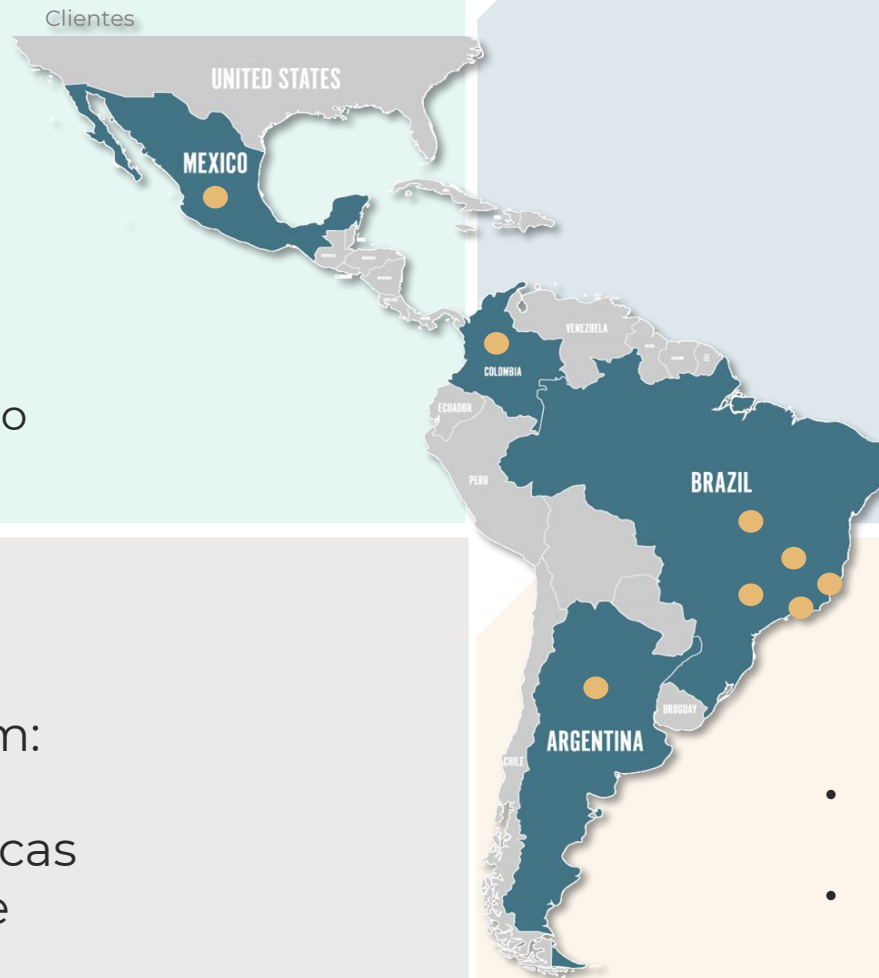 Clientes
UNITED STATES
MEXICO
VENEZUELA
COLOMBIA
o
ECUADOR
PERU
BRAZIL
URUGUAY
m:
ARGENTINA
CHILE
•
cas
e
•